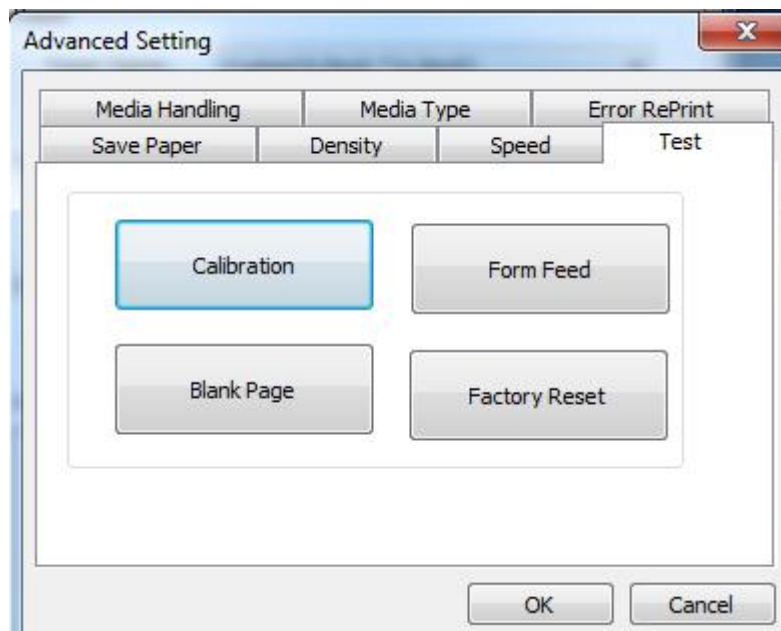 Advanced Setting
Media Handling Media Type Error RePrint
Save Paper Density Speed Test
Calibration Form Feed
Blank Page Factory Reset
OK Cancel